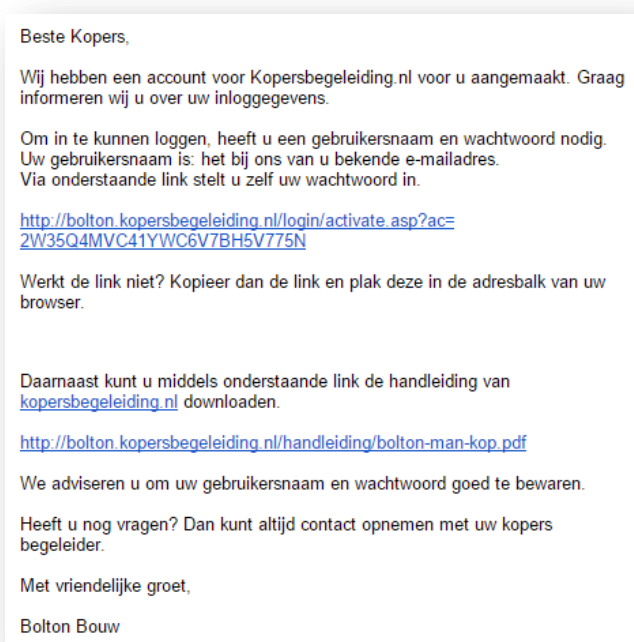 Beste Kopers,
Wij hebben een account voor Kopersbegeleiding.nl voor u aangemaakt. Graag
informeren wij u over uw inloggegevens.
Om in te kunnen loggen, heeft u een gebruikersnaam en wachtwoord nodig.
Uw gebruikersnaam is: het bij ons van u bekende e-mailadres.
Via onderstaande link stelt u zelf uw wachtwoord in.
http://bolton.kopersbegeleiding.nl/login/activate.asp?ac=
2W35Q4MVC41YWC6V7BH5V775N
Werkt de link niet? Kopieer dan de link en plak deze in de adresbalk van uw
browser.
Daarnaast kunt u middels onderstaande link de handleiding van
kopersbegeleiding.nl downloaden.
http://bolton.kopersbegeleiding.nl/handleiding/bolton-man-kop.pdf
We adviseren u om uw gebruikersnaam en wachtwoord goed te bewaren.
Heeft u nog vragen? Dan kunt altijd contact opnemen met uw kopers
begeleider.
Met vriendelijke groet,
Bolton Bouw